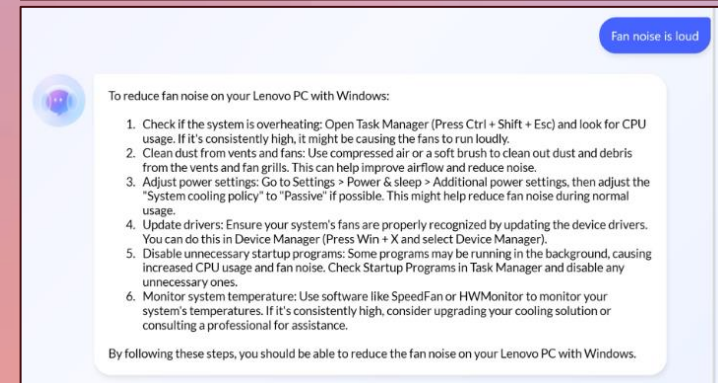 Fan noise is loud
To reduce fan noise on your Lenovo PC with Windows:
1. Check if the system is overheating: Open Task Manager (Press Ctrl + Shift + Esc) and look for CPU
usage. If it's consistently high, it might be causing the fans to run loudly.
2. Clean dust from vents and fans: Use compressed air or a soft brush to clean out dust and debris
from the vents and fan grills. This can help improve airflow and reduce noise.
3. Adjust power settings: Go to Settings > Power & sleep > Additional power settings, then adjust the
"System cooling policy" to "Passive" if possible. This might help reduce fan noise during normal
usage.
4. Update drivers: Ensure your system's fans are properly recognized by updating the device drivers.
You can do this in Device Manager (Press Win + X and select Device Manager).
5. Disable unnecessary startup programs: Some programs may be running in the background, causing
increased CPU usage and fan noise. Check Startup Programs in Task Manager and disable any
unnecessary ones.
6. Monitor system temperature: Use software like SpeedFan or HWMonitor to monitor your
system's temperatures. If it's consistently high, consider upgrading your cooling solution or
consulting a professional for assistance.
By following these steps, you should be able to reduce the fan noise on your Lenovo PC with Windows.